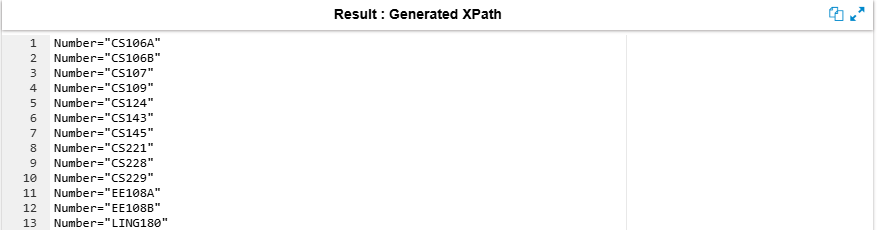 Result : Generated XPath
1 Number="CS106A"
2 Number="CS106B"
3 Number="CS107"
4 Number="CS109"
5 Number="CS124"
6 Number="CS143"
7 Number="CS145"
8 Number="CS221"
9 Number="CS228"
10 Number="CS229"
11 Number="EE108A"
12 Number="EE108B"
13 Number="LING180"